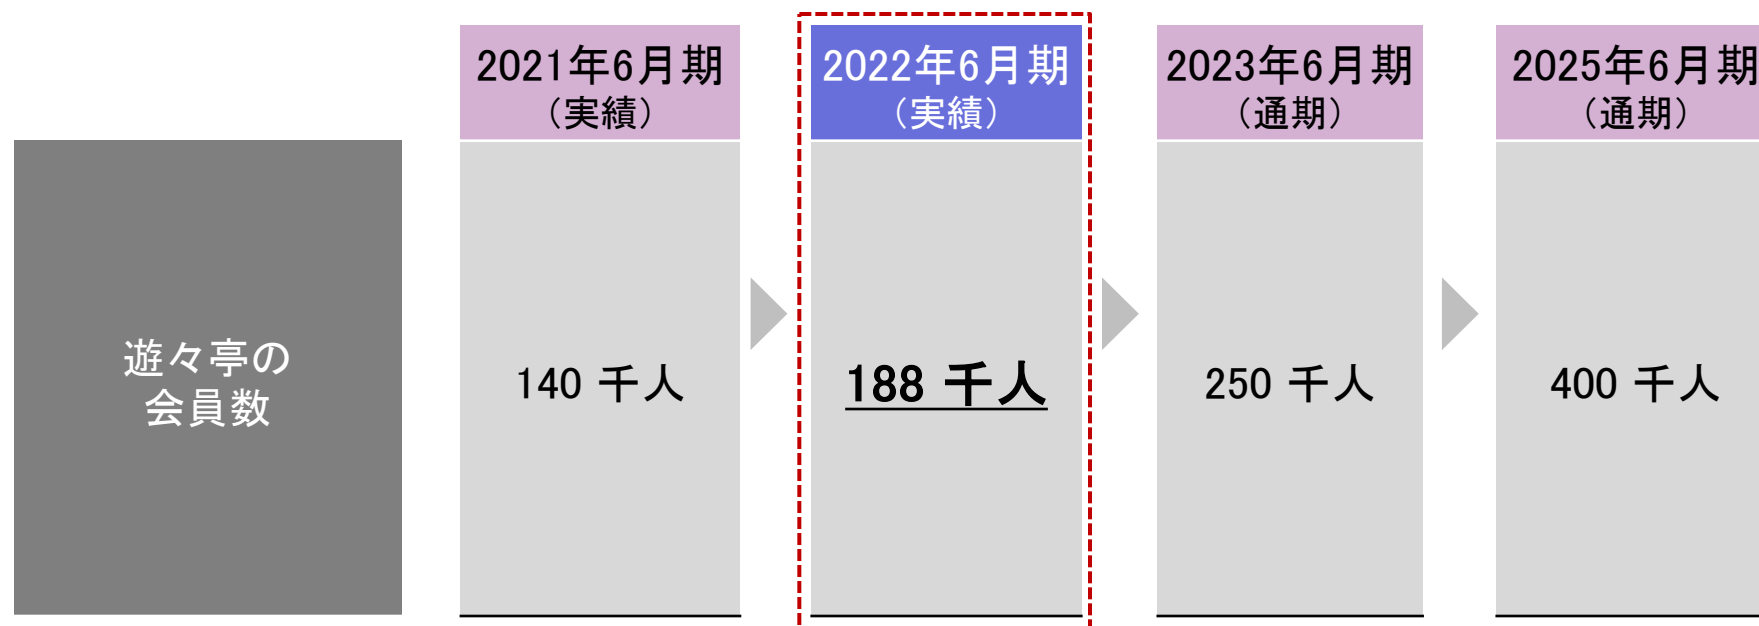 2021年6月期
（実績）
2022年6月期
（実績）
2023年6月期
（通期）
2025年6月期
（通期）
遊々亭の
会員数
140 千人
188 千人
250 千人
400 千人